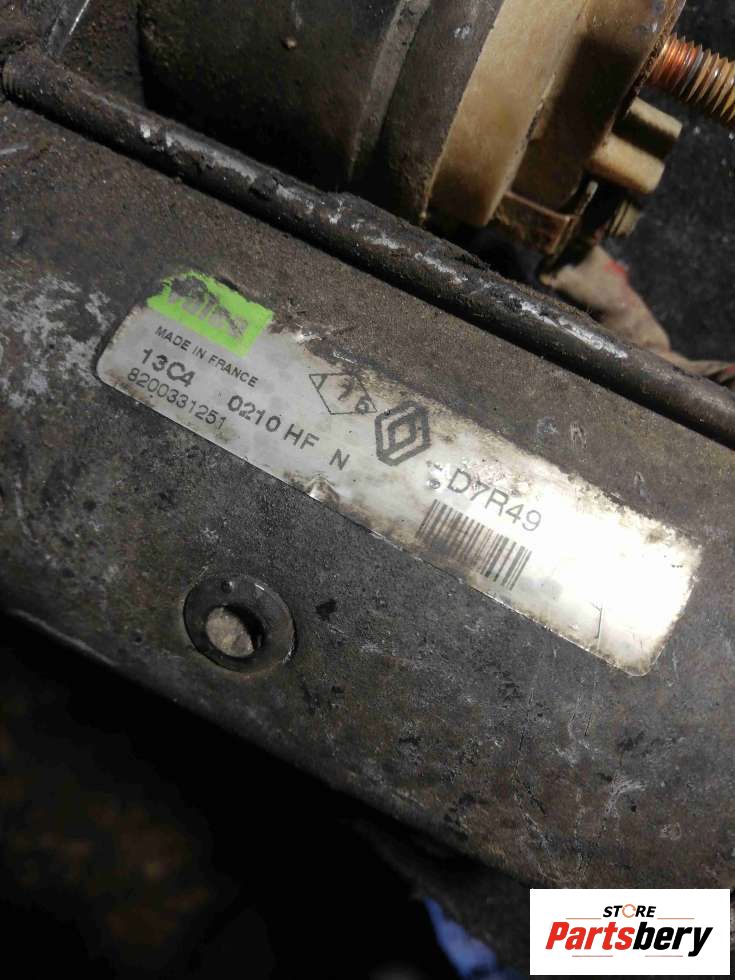 MADE IN FRANCE
13C4 0210 HF N
8200331251
D7R49
STORE
Partsbery